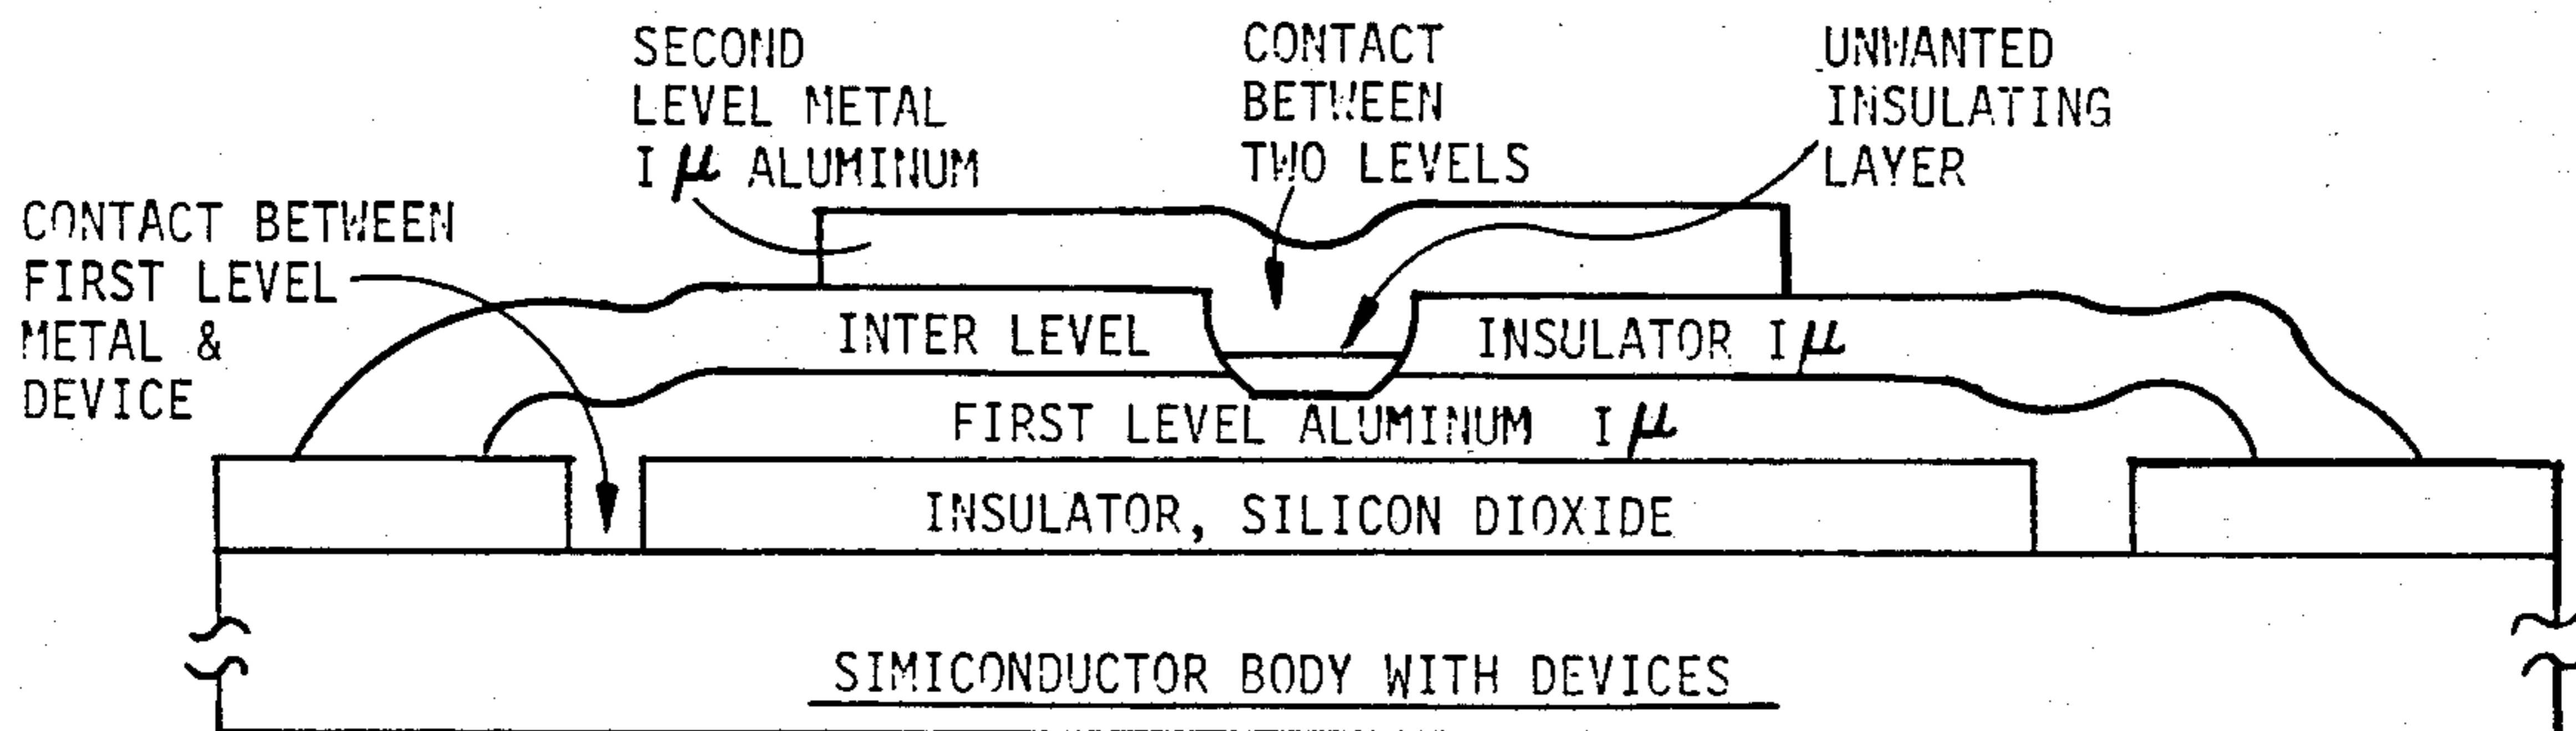 SECOND
LEVEL METAL
I μ ALUMINUM
CONTACT
BETWEEN
TWO LEVELS
UNWANTED
INSULATING
LAYER
CONTACT BETWEEN
FIRST LEVEL
METAL &
DEVICE
INTER LEVEL
INSULATOR I μ
FIRST LEVEL ALUMINUM I μ
INSULATOR, SILICON DIOXIDE
SIMICONDUCTOR BODY WITH DEVICES